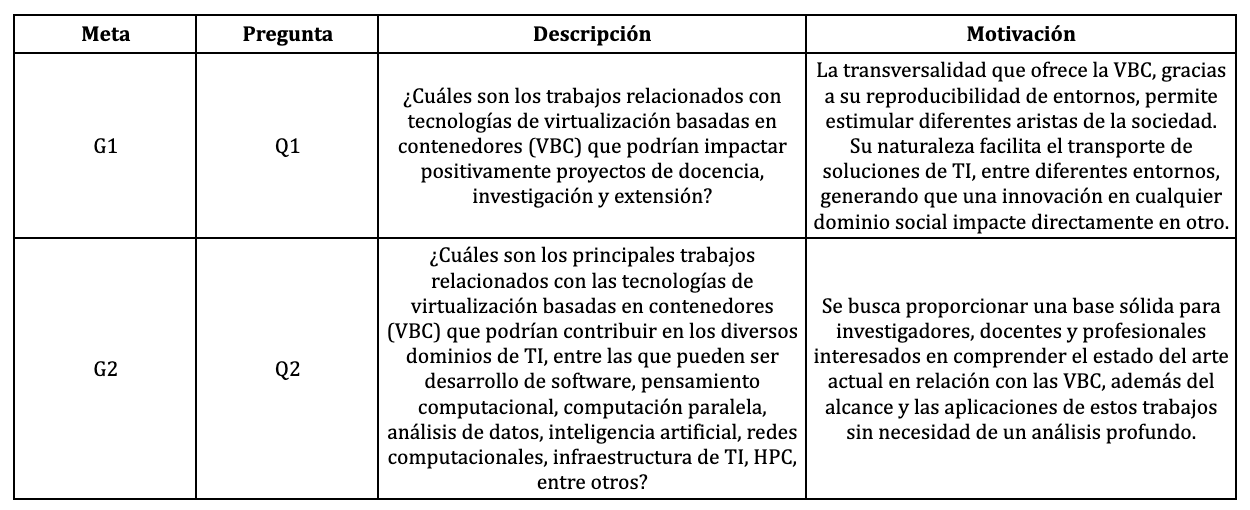 Meta
Pregunta
Descripción
Motivación
G1
Q1
¿Cuáles son los trabajos relacionados con
tecnologías de virtualización basadas en
contenedores (VBC) que podrían impactar
positivamente proyectos de docencia,
investigación y extensión?
La transversalidad que ofrece la VBC, gracias
a su reproducibilidad de entornos, permite
estimular diferentes aristas de la sociedad.
Su naturaleza facilita el transporte de
soluciones de TI, entre diferentes entornos,
generando que una innovación en cualquier
dominio social impacte directamente en otro.
G2
Q2
¿Cuáles son los principales trabajos
relacionados con las tecnologías de
virtualización basadas en contenedores
(VBC) que podrían contribuir en los diversos
dominios de TI, entre las que pueden ser
desarrollo de software, pensamiento
computacional, computación paralela,
análisis de datos, inteligencia artificial, redes
computacionales, infraestructura de TI, HPC,
entre otros?
Se busca proporcionar una base sólida para
investigadores, docentes y profesionales
interesados en comprender el estado del arte
actual en relación con las VBC, además del
alcance y las aplicaciones de estos trabajos
sin necesidad de un análisis profundo.